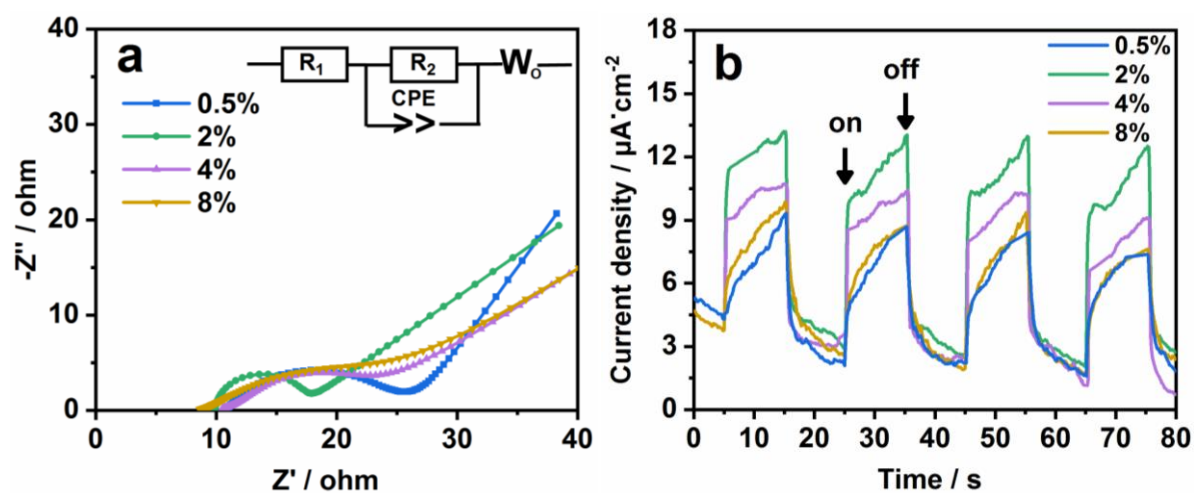 a
R1
R2
CPE
Wo
0.5%
2%
4%
8%
40
30
20
10
0
-Z'' / ohm
0 10 20 30 40
Z' / ohm
b
on
off
0.5%
2%
4%
8%
18
15
12
9
6
3
0
Current density / μA·cm-2
0 10 20 30 40 50 60 70 80
Time / s